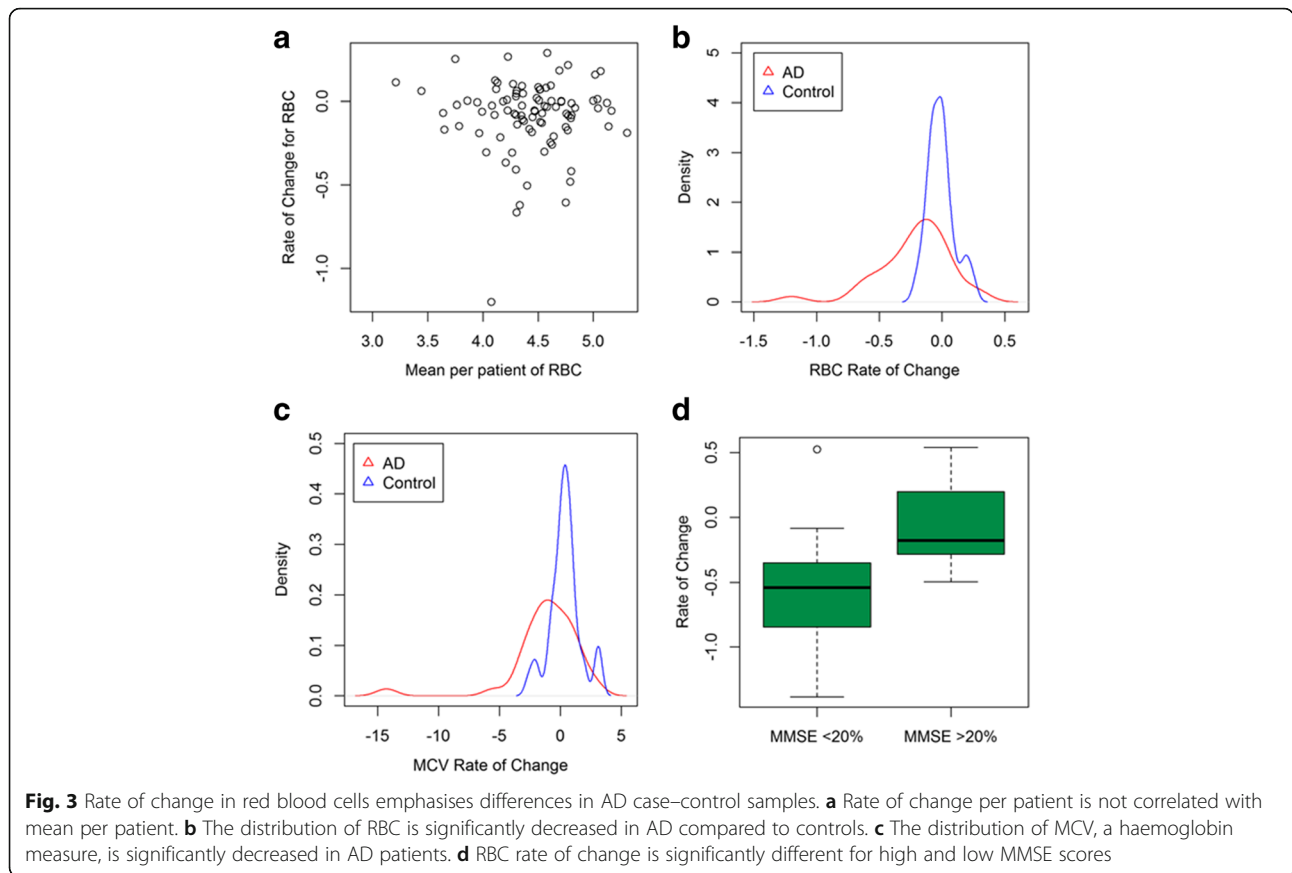 a
0.0
-0.5
-1.0
Rate of Change for RBC
3.0 3.5 4.0 4.5 5.0
Mean per patient of RBC
b
5
4
3
2
1
0
Density
AD
Control
-1.5 -1.0 -0.5 0.0 0.5
RBC Rate of Change
c
0.5
0.4
0.3
0.2
0.1
0.0
Density
AD
Control
-15 -10 -5 0 5
MCV Rate of Change
d
0.5
0.0
-0.5
-1.0
Rate of Change
MMSE <20% MMSE >20%
Fig. 3 Rate of change in red blood cells emphasises differences in AD case–control samples. a Rate of change per patient is not correlated with
mean per patient. b The distribution of RBC is significantly decreased in AD compared to controls. c The distribution of MCV, a haemoglobin
measure, is significantly decreased in AD patients. d RBC rate of change is significantly different for high and low MMSE scores